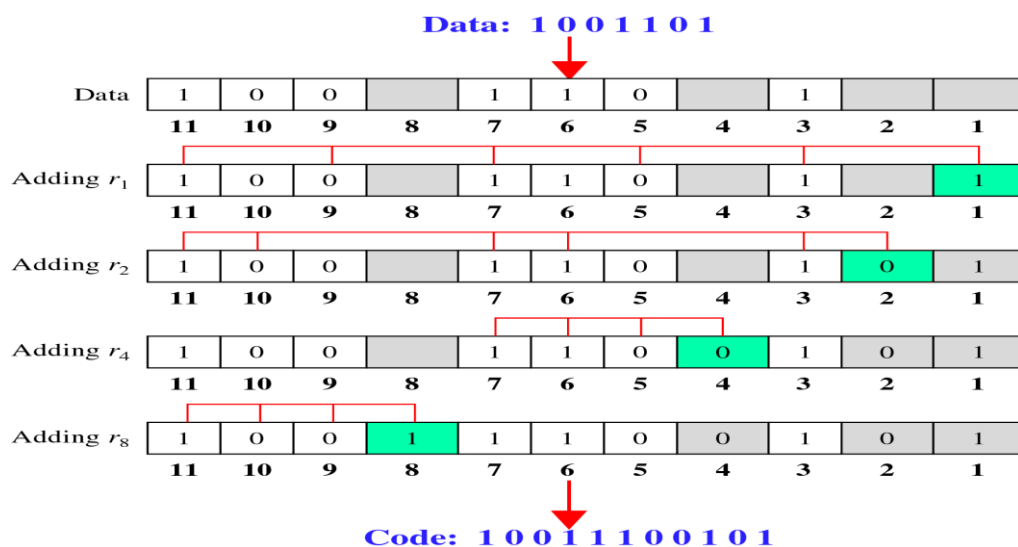 Data: 1 0 0 1 1 0 1
Data 1 0 0 1 1 0 1
11 10 9 8 7 6 5 4 3 2 1
Adding r1 1 0 0 1 1 0 1 1
11 10 9 8 7 6 5 4 3 2 1
Adding r2 1 0 0 1 1 0 1 0 1
11 10 9 8 7 6 5 4 3 2 1
Adding r4 1 0 0 1 1 0 0 1 0 1
11 10 9 8 7 6 5 4 3 2 1
Adding r8 1 0 0 1 1 1 0 0 1 0 1
11 10 9 8 7 6 5 4 3 2 1
Code: 1 0 0 1 1 1 0 0 1 0 1